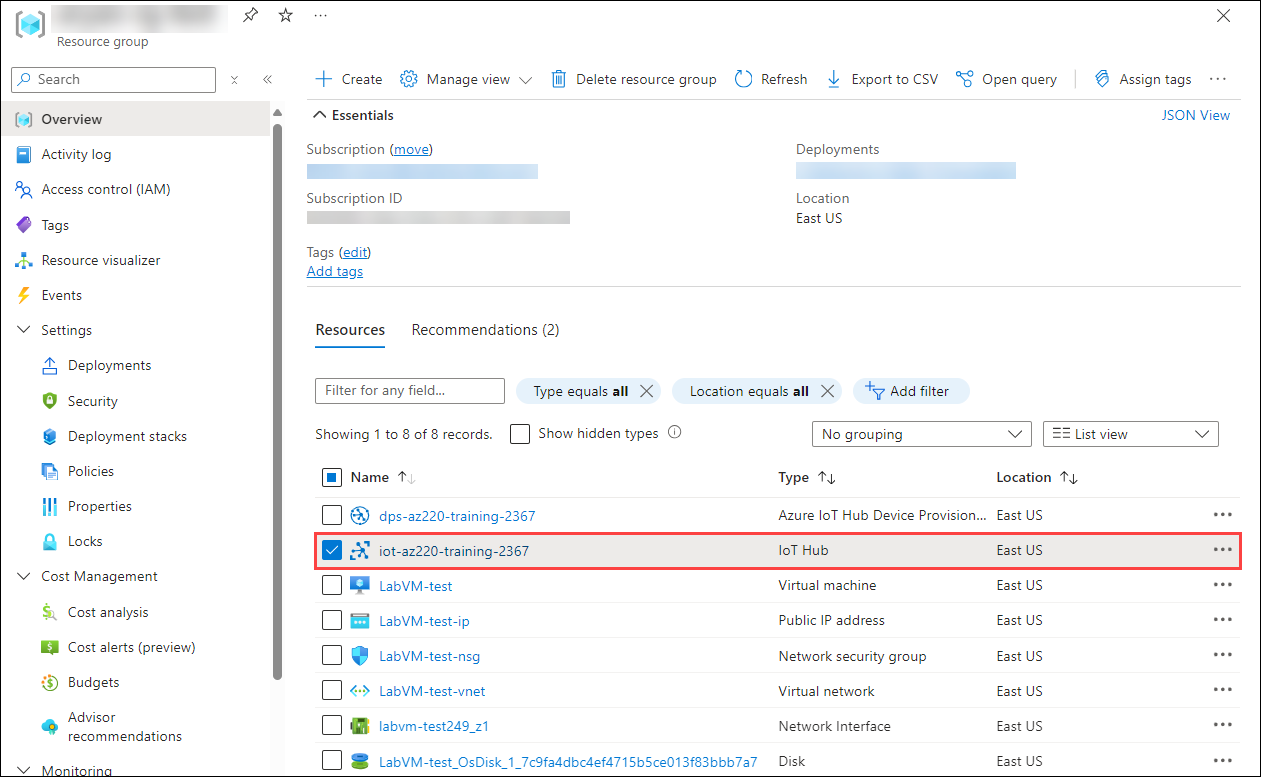 Resource group
Search
Overview
Activity log
Access control (IAM)
Tags
Resource visualizer
Events
Settings
Deployments
Security
Deployment stacks
Policies
Properties
Locks
Cost Management
Cost analysis
Cost alerts (preview)
Budgets
Advisor
recommendations
Monitoring
Create Manage view Delete resource group Refresh Export to CSV Open query Assign tags
Essentials JSON View
Subscription (move)
Subscription ID
Deployments
Location
East US
Tags (edit)
Add tags
Resources Recommendations (2)
Filter for any field... Type equals all Location equals all Add filter
Showing 1 to 8 of 8 records. Show hidden types No grouping List view
Name Type Location
dps-az220-training-2367 Azure IoT Hub Device Provision... East US
iot-az220-training-2367 IoT Hub East US
LabVM-test Virtual machine East US
LabVM-test-ip Public IP address East US
LabVM-test-nsg Network security group East US
LabVM-test-vnet Virtual network East US
labvm-test249_z1 Network Interface East US
LabVM-test_OsDisk_1_7c9fa4dbc4ef4715b5ce013f83bbb7a7 Disk East US